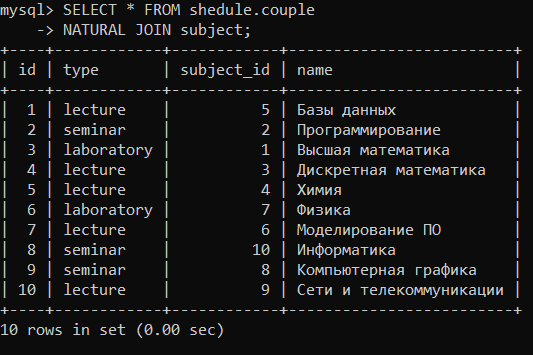 mysql> SELECT * FROM shedule.couple
    -> NATURAL JOIN subject;
+----+------------+------------+--------------------------+
| id | type       | subject_id | name                     |
+----+------------+------------+--------------------------+
|  1 | lecture    |          5 | Базы данных              |
|  2 | seminar    |          2 | Программирование         |
|  3 | laboratory |          1 | Высшая математика        |
|  4 | lecture    |          3 | Дискретная математика    |
|  5 | lecture    |          4 | Химия                    |
|  6 | laboratory |          7 | Физика                   |
|  7 | lecture    |          6 | Моделирование ПО         |
|  8 | seminar    |         10 | Информатика              |
|  9 | seminar    |          8 | Компьютерная графика     |
| 10 | lecture    |          9 | Сети и телекоммуникации  |
+----+------------+------------+--------------------------+
10 rows in set (0.00 sec)